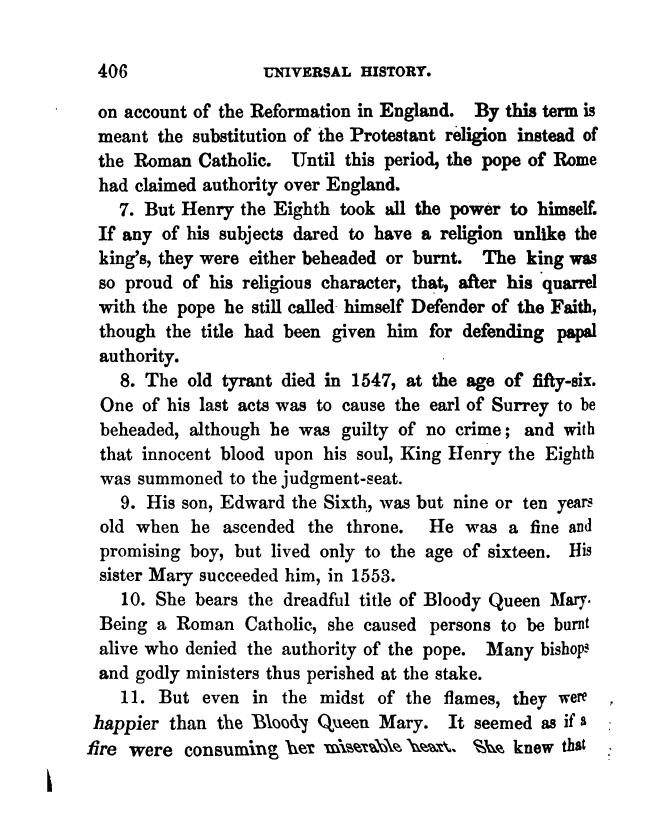 406 UNIVERSAL HISTORY.
on account of the Reformation in England. By this term is
meant the substitution of the Protestant religion instead of
the Roman Catholic. Until this period, the pope of Rome
had claimed authority over England.
7. But Henry the Eighth took all the power to himself.
If any of his subjects dared to have a religion unlike the
king's, they were either beheaded or burnt. The king was
so proud of his religious character, that, after his quarrel
with the pope he still called himself Defender of the Faith,
though the title had been given him for defending papal
authority.
8. The old tyrant died in 1547, at the age of fifty-six.
One of his last acts was to cause the earl of Surrey to be
beheaded, although he was guilty of no crime; and with
that innocent blood upon his soul, King Henry the Eighth
was summoned to the judgment-seat.
9. His son, Edward the Sixth, was but nine or ten years
old when he ascended the throne. He was a fine and
promising boy, but lived only to the age of sixteen. His
sister Mary succeeded him, in 1553.
10. She bears the dreadful title of Bloody Queen Mary.
Being a Roman Catholic, she caused persons to be burnt
alive who denied the authority of the pope. Many bishops
and godly ministers thus perished at the stake.
11. But even in the midst of the flames, they were
happier than the Bloody Queen Mary. It seemed as if a
fire were consuming her miserable heart. She knew that